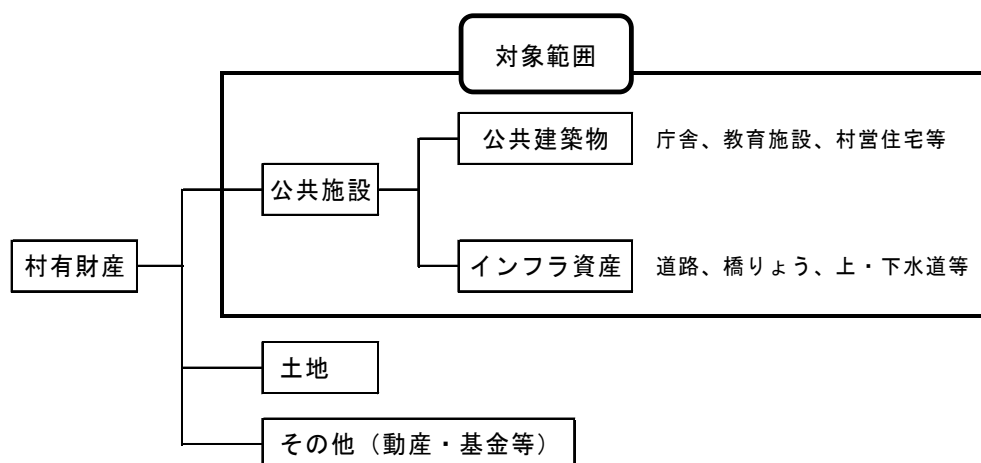 対象範囲
公共建築物 庁舎、教育施設、村営住宅等
公共施設
村有財産
インフラ資産 道路、橋りょう、上・下水道等
土地
その他（動産・基金等）